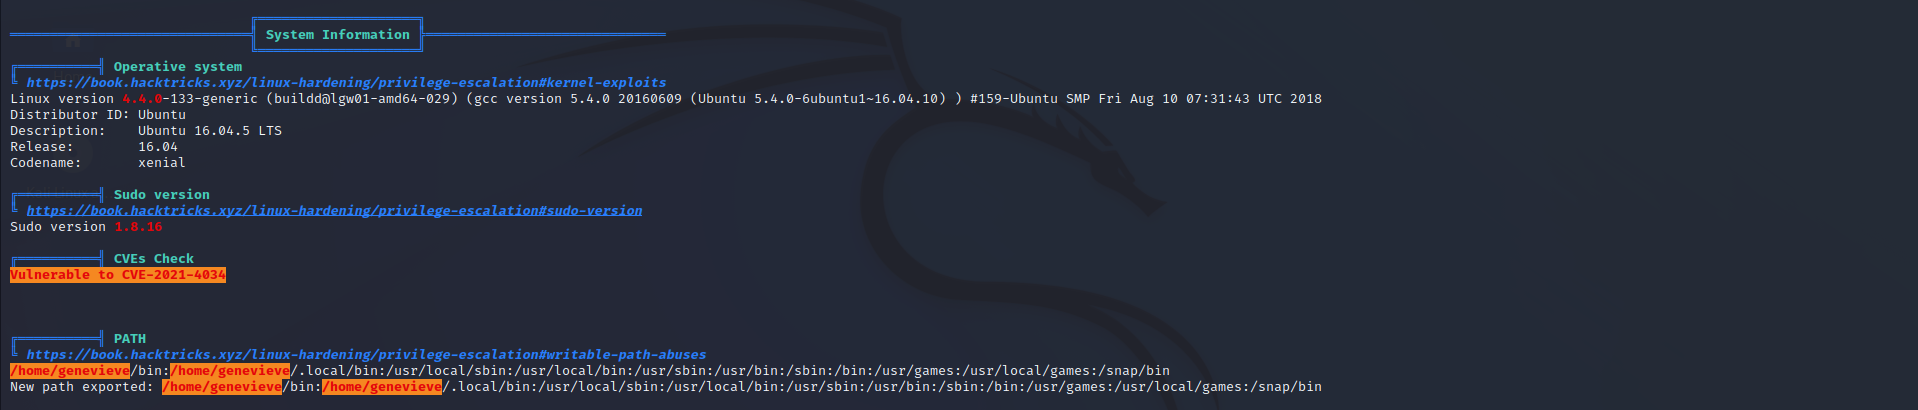 System Information
Operative system
https://book.hacktricks.xyz/linux-hardening/privilege-escalation#kernel-exploits
Linux version 4.4.0-133-generic (buildd@lgw01-amd64-029) (gcc version 5.4.0 20160609 (Ubuntu 5.4.0-6ubuntu1~16.04.10) ) #159-Ubuntu SMP Fri Aug 10 07:31:43 UTC 2018
Distributor ID: Ubuntu
Description:    Ubuntu 16.04.5 LTS
Release:        16.04
Codename:       xenial
Sudo version
https://book.hacktricks.xyz/linux-hardening/privilege-escalation#sudo-version
Sudo version 1.8.16
CVEs Check
Vulnerable to CVE-2021-4034
PATH
https://book.hacktricks.xyz/linux-hardening/privilege-escalation#writable-path-abuses
/home/genevieve/bin:/home/genevieve/.local/bin:/usr/local/sbin:/usr/local/bin:/usr/sbin:/usr/bin:/sbin:/bin:/usr/games:/usr/local/games:/snap/bin
New path exported: /home/genevieve/bin:/home/genevieve/.local/bin:/usr/local/sbin:/usr/local/bin:/usr/sbin:/usr/bin:/sbin:/bin:/usr/games:/usr/local/games:/snap/bin